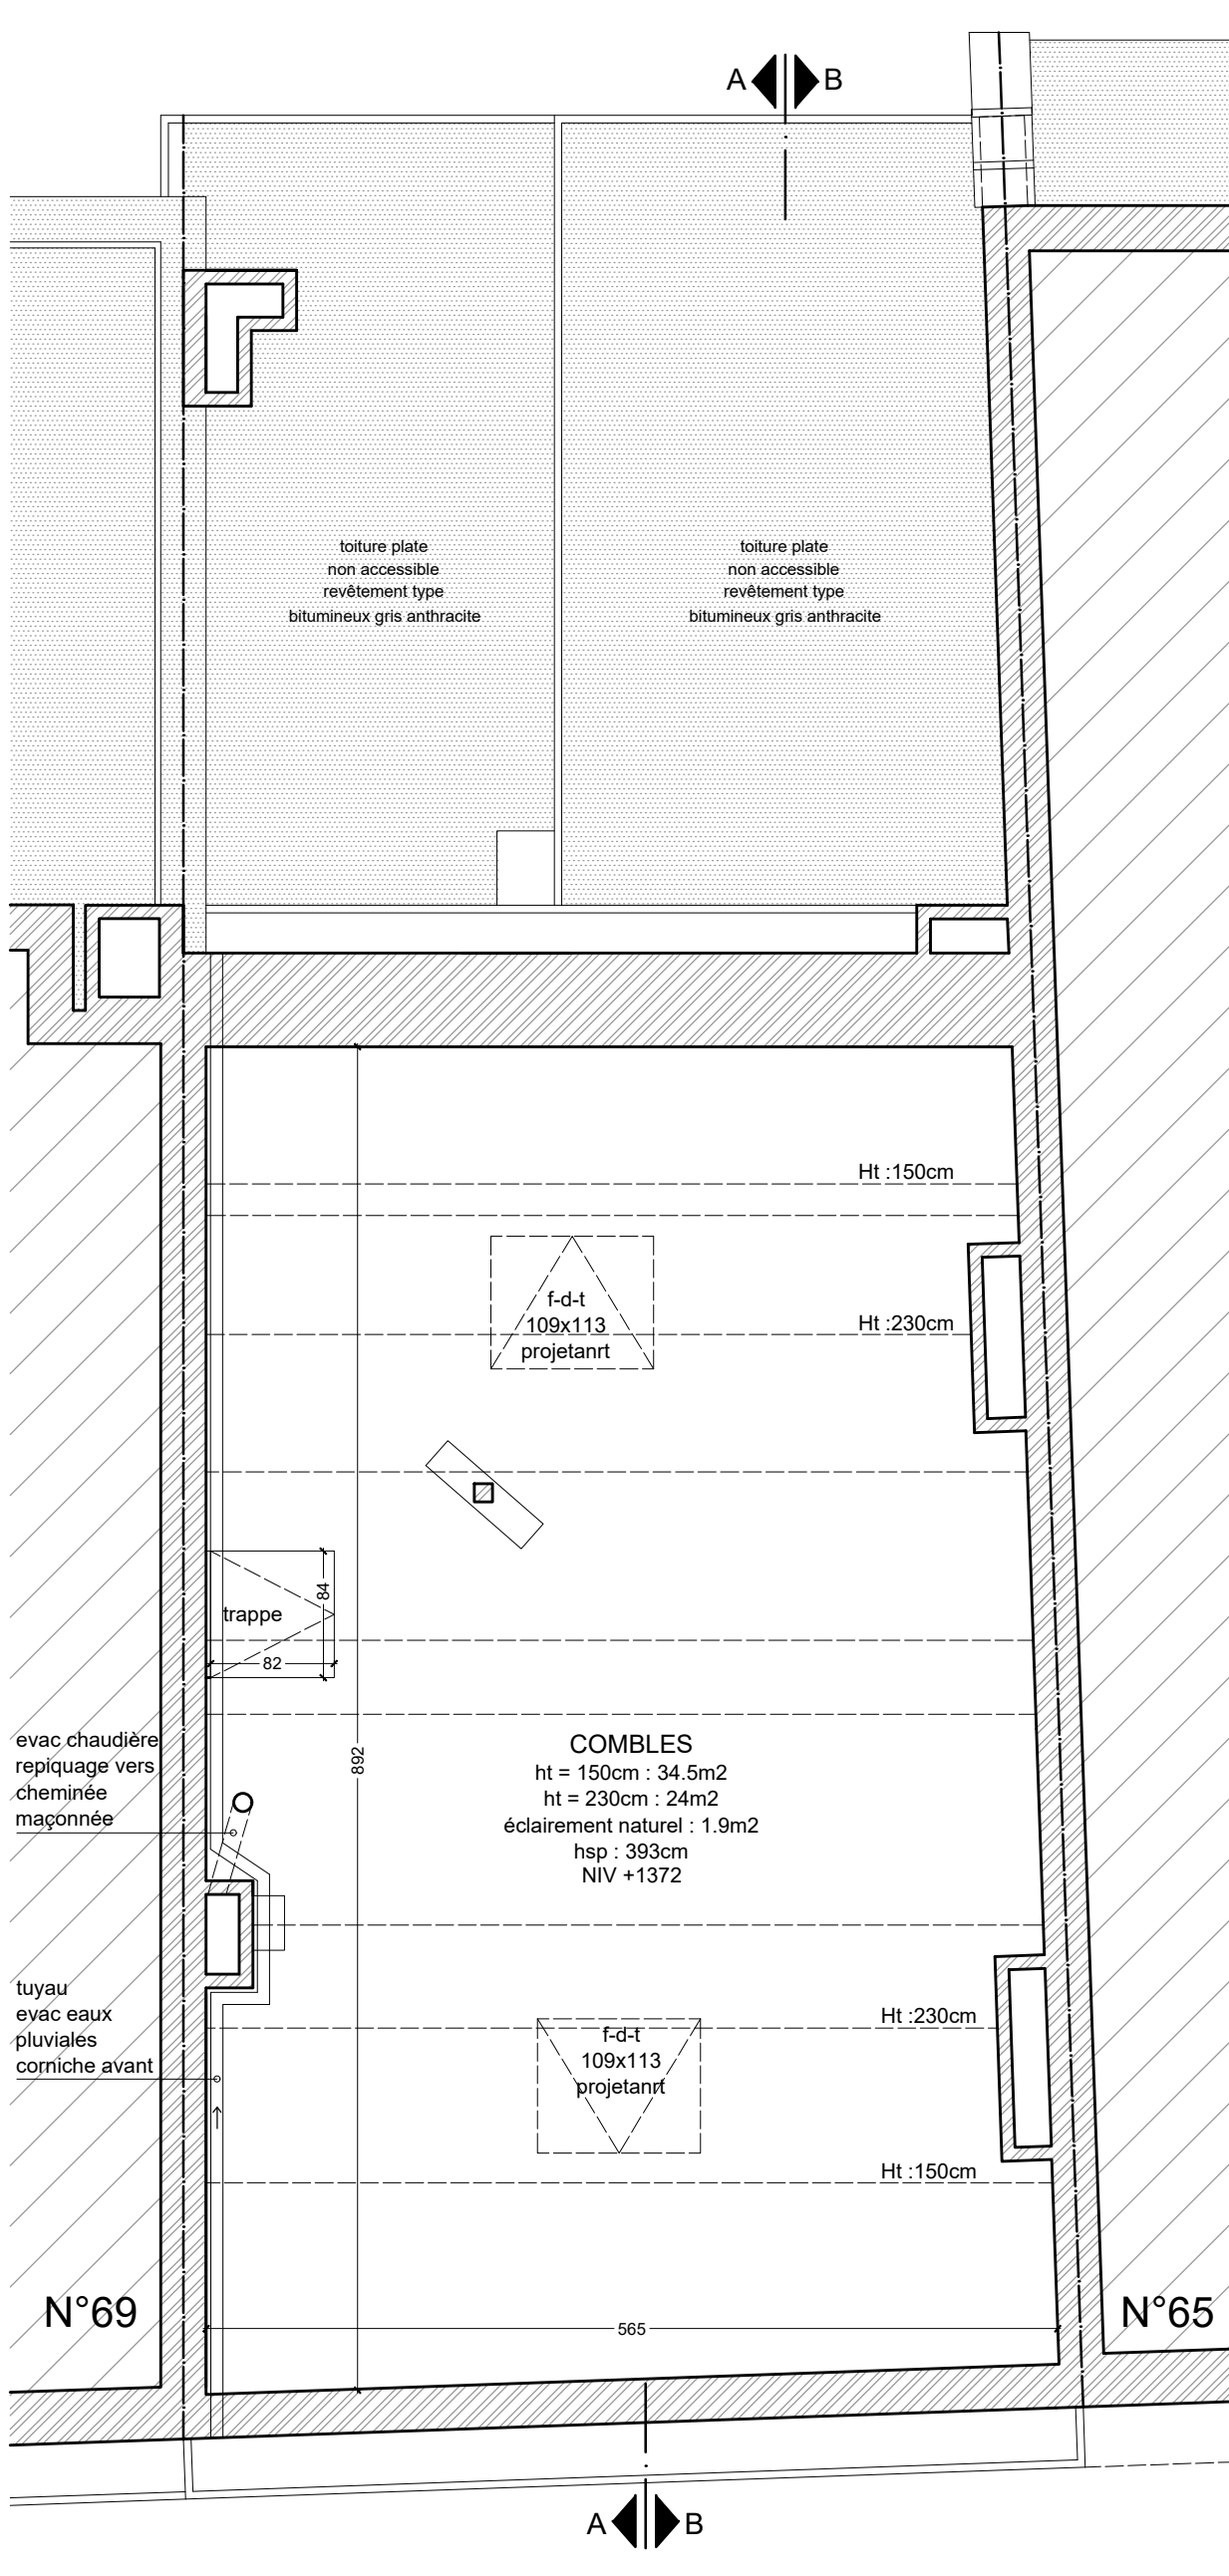 A B
toiture plate
non accessible
revêtement type
bitumineux gris anthracite
toiture plate
non accessible
revêtement type
bitumineux gris anthracite
Ht :150cm
f-d-t
109x113
projetanrt
Ht :230cm
84
trappe
82
892
evac chaudière
repiquage vers
cheminée
maçonnée
COMBLES
ht = 150cm : 34.5m2
ht = 230cm : 24m2
éclairement naturel : 1.9m2
hsp : 393cm
NIV +1372
tuyau
evac eaux
pluviales
corniche avant
Ht :230cm
f-d-t
109x113
projetanrt
Ht :150cm
N°69
N°65
565
A B